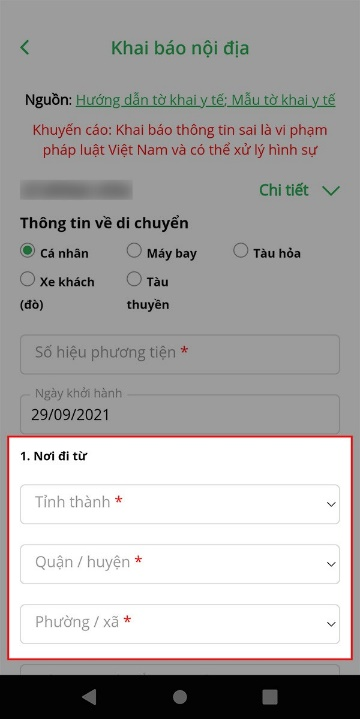 Khai báo nội địa
Nguồn: Hướng dẫn tờ khai y tế; Mẫu tờ khai y tế
Khuyến cáo: Khai báo thông tin sai là vi phạm
pháp luật Việt Nam và có thể xử lý hình sự
Chi tiết
Thông tin về di chuyển
Cá nhân
Máy bay
Tàu hỏa
Xe khách
(đò)
Tàu
thuyền
Số hiệu phương tiện *
Ngày khởi hành
29/09/2021
1. Nơi đi từ
Tỉnh thành *
Quận / huyện *
Phường / xã *